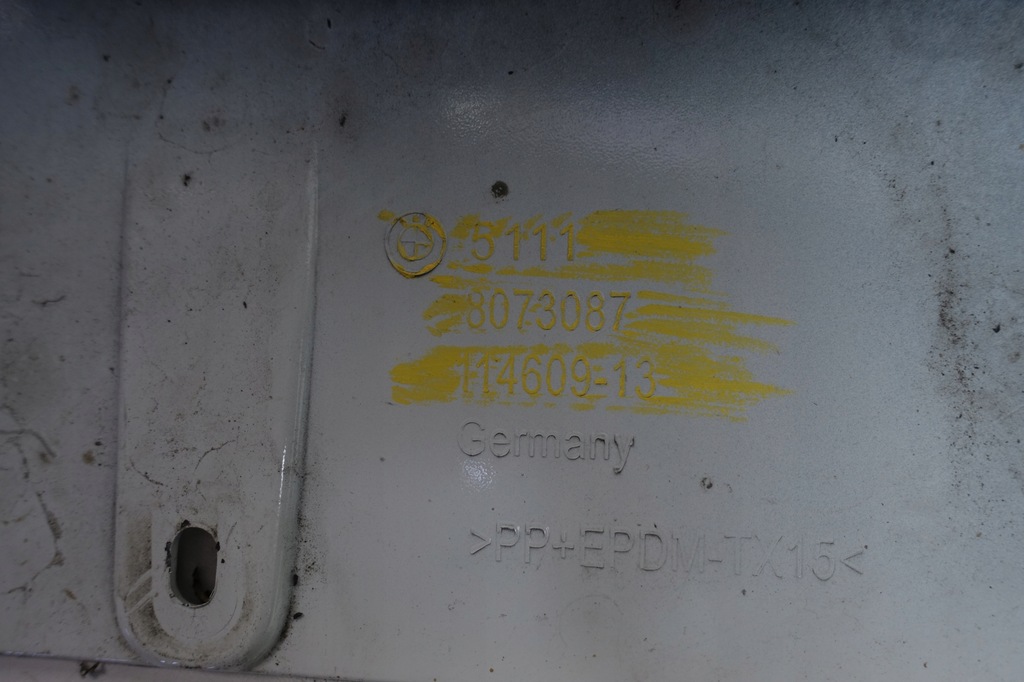 5111
8073087
114609-13
Germany
>PP+EPDM-TX15<